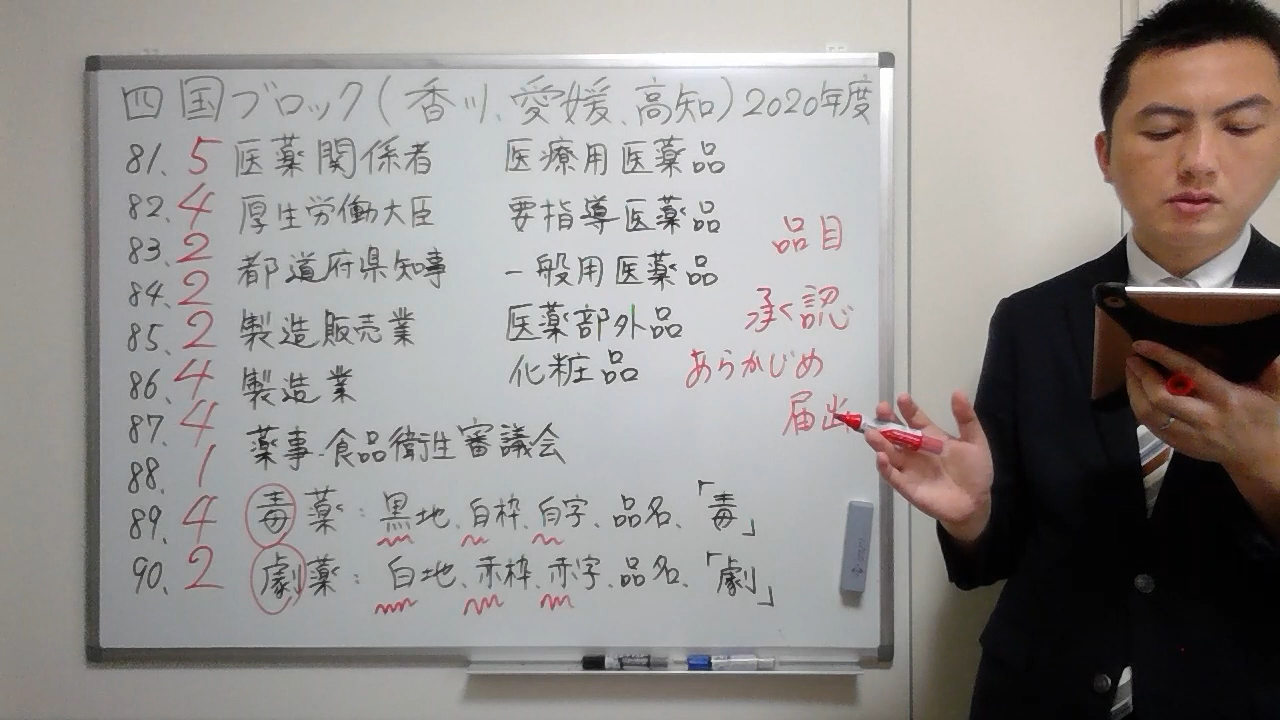 四国ブロック(香川、愛媛、高知)2020年度
81. 5 医薬関係者 医療用医薬品
82. 4 厚生労働大臣 要指導医薬品
品目
83. 2 都道府県知事 一般用医薬品
84. 2
承認
85. 2 製造販売業 医薬部外品
化粧品 あらかじめ
86. 4 製造業
届出
87. 4 薬事・食品衛生審議会
88. 1
89. 4 毒薬:黒地、白枠、白字、品名、「毒」
90. 2 劇薬:白地、赤枠、赤字、品名、「劇」